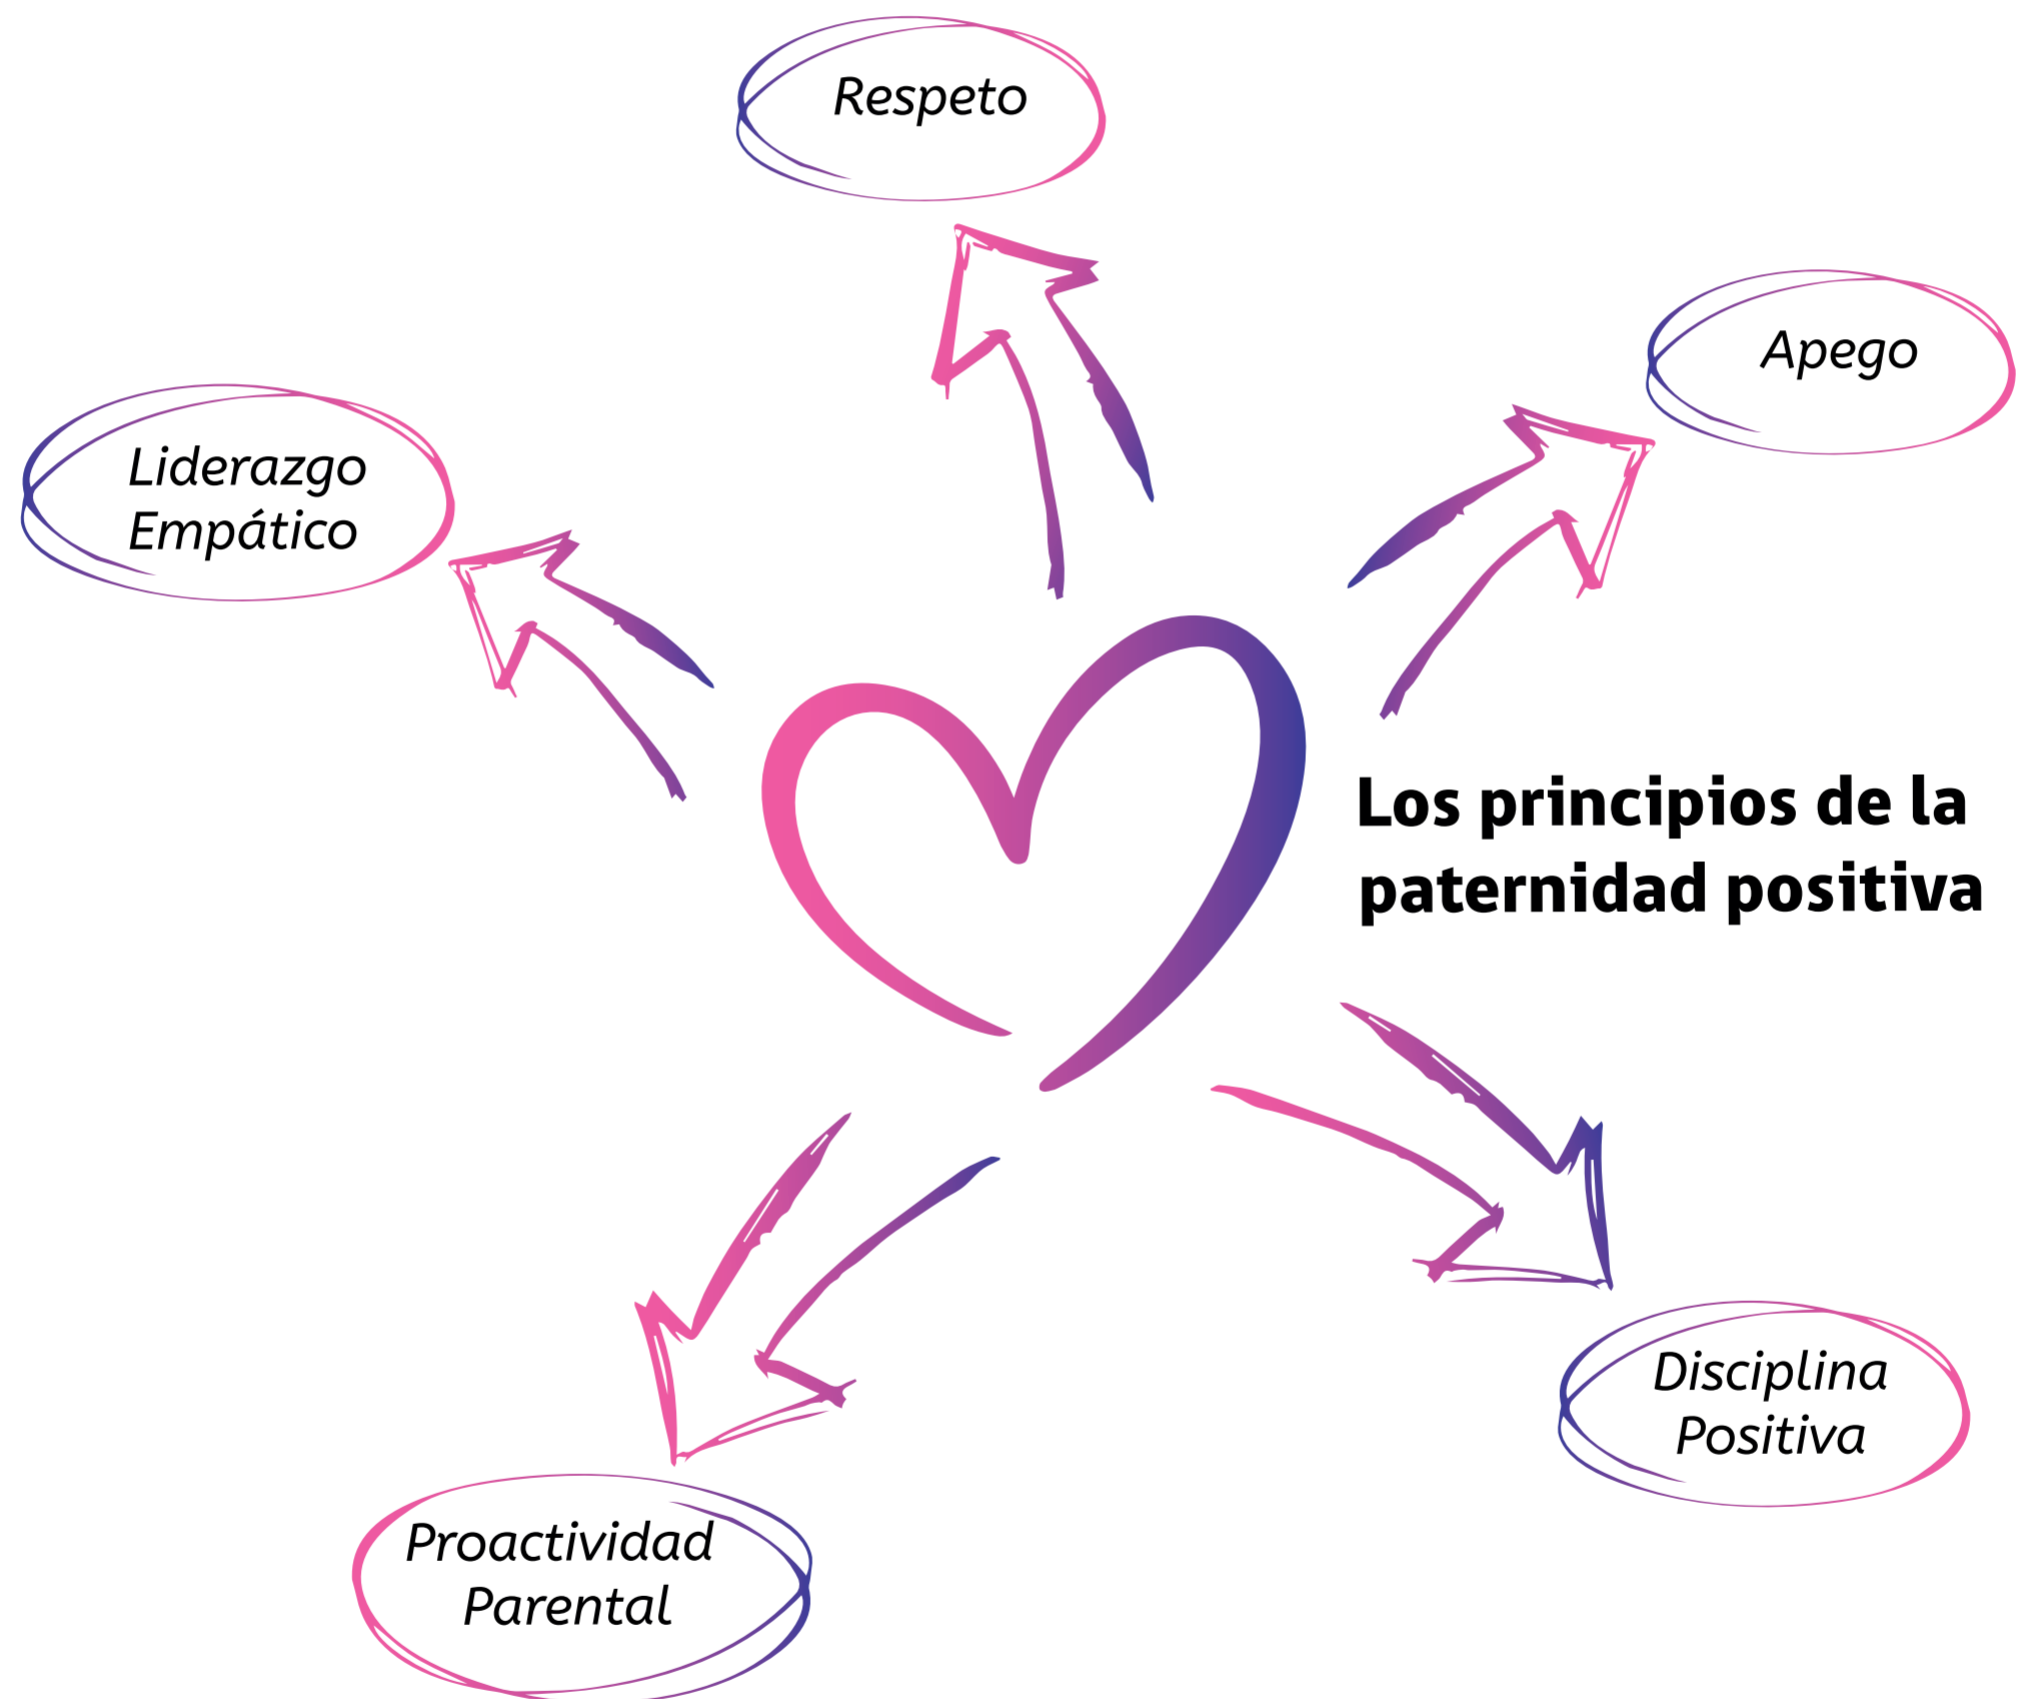 Respeto
Apego
Liderazgo
Empático
Los principios de la
paternidad positiva
Disciplina
Positiva
Proactividad
Parental